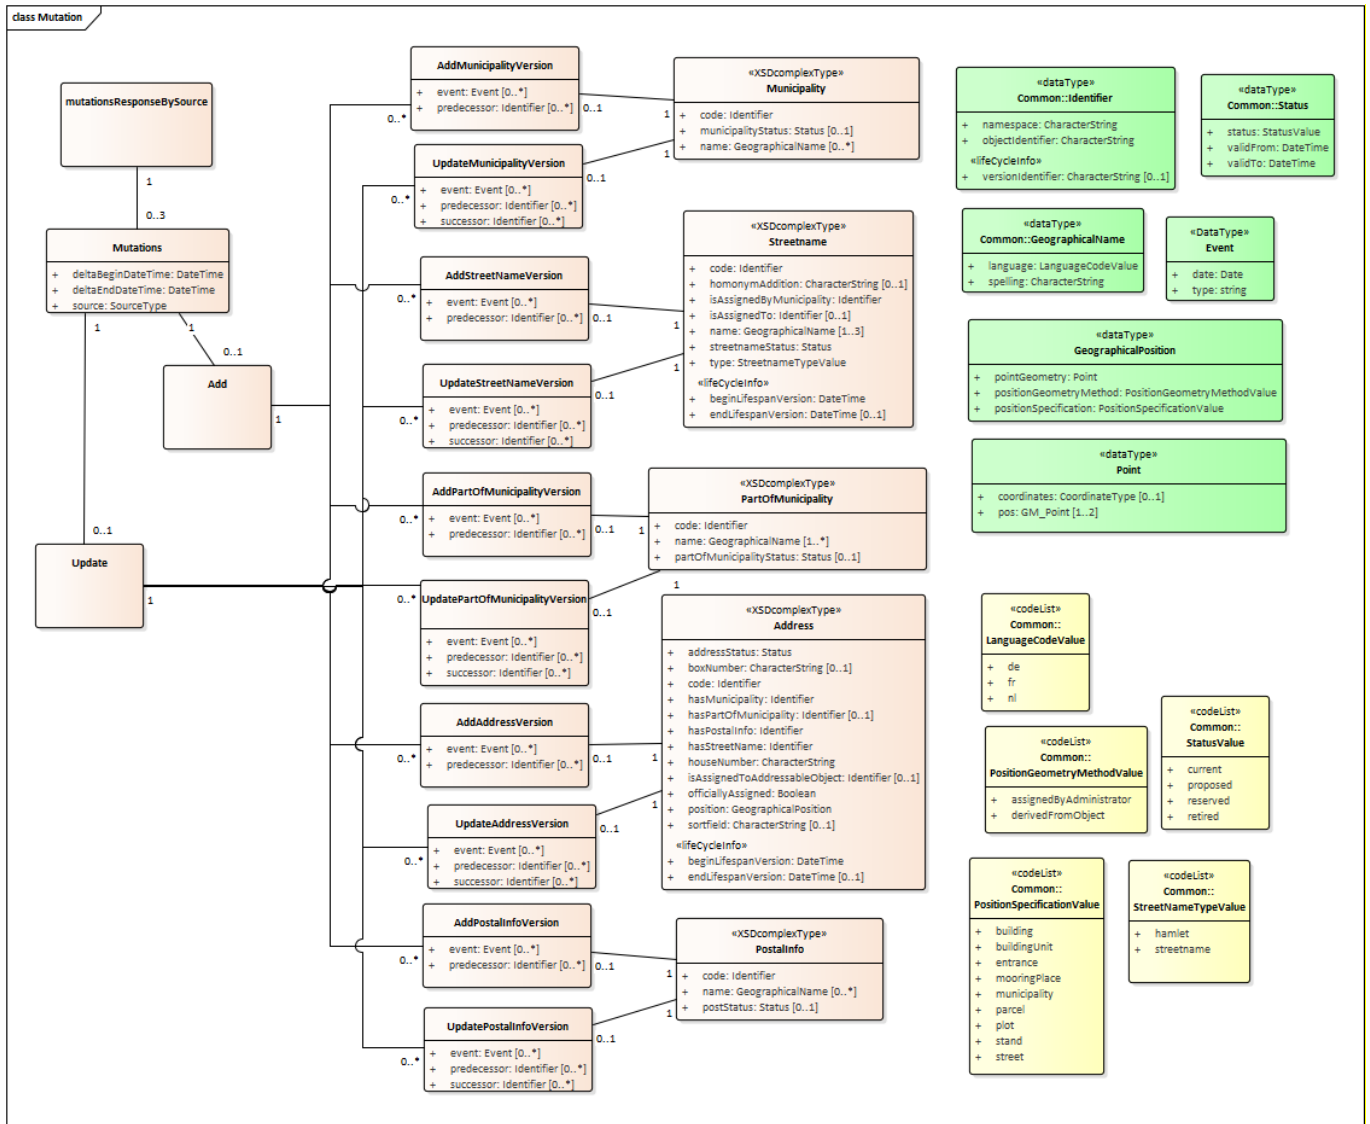 class Mutation
mutationsResponseBySource
1
0..3
Mutations
+ deltaBeginDateTime: DateTime
+ deltaEndDateTime: DateTime
+ source: SourceType
1
1
0..1
Add
1
0..1
Update
1
AddMunicipalityVersion
+ event: Event [0..*]
+ predecessor: Identifier [0..*]
0..*
0..1
UpdateMunicipalityVersion
+ event: Event [0..*]
+ predecessor: Identifier [0..*]
+ successor: Identifier [0..*]
0..*
0..1
AddStreetNameVersion
+ event: Event [0..*]
+ predecessor: Identifier [0..*]
0..*
0..1
UpdateStreetNameVersion
+ event: Event [0..*]
+ predecessor: Identifier [0..*]
+ successor: Identifier [0..*]
0..*
0..1
AddPartOfMunicipalityVersion
+ event: Event [0..*]
+ predecessor: Identifier [0..*]
0..*
0..1
UpdatePartOfMunicipalityVersion
+ event: Event [0..*]
+ predecessor: Identifier [0..*]
+ successor: Identifier [0..*]
0..*
0..1
AddAddressVersion
+ event: Event [0..*]
+ predecessor: Identifier [0..*]
0..*
0..1
UpdateAddressVersion
+ event: Event [0..*]
+ predecessor: Identifier [0..*]
+ successor: Identifier [0..*]
0..*
0..1
AddPostalInfoVersion
+ event: Event [0..*]
+ predecessor: Identifier [0..*]
0..*
0..1
UpdatePostalInfoVersion
+ event: Event [0..*]
+ predecessor: Identifier [0..*]
+ successor: Identifier [0..*]
0..*
0..1
«XSDcomplexType»
Municipality
+ code: Identifier
+ municipalityStatus: Status [0..1]
+ name: GeographicalName [0..*]
1
1
«XSDcomplexType»
Streetname
+ code: Identifier
+ homonymAddition: CharacterString [0..1]
+ isAssignedByMunicipality: Identifier
+ isAssignedTo: Identifier [0..1]
+ name: GeographicalName [1..3]
+ streetnameStatus: Status
+ type: StreetnameTypeValue
«lifeCycleInfo»
+ beginLifespanVersion: DateTime
+ endLifespanVersion: DateTime [0..1]
1
1
«XSDcomplexType»
PartOfMunicipality
+ code: Identifier
+ name: GeographicalName [1..*]
+ partOfMunicipalityStatus: Status [0..1]
1
1
«XSDcomplexType»
Address
+ addressStatus: Status
+ boxNumber: CharacterString [0..1]
+ code: Identifier
+ hasMunicipality: Identifier
+ hasPartOfMunicipality: Identifier [0..1]
+ hasPostalInfo: Identifier
+ hasStreetName: Identifier
+ houseNumber: CharacterString
+ isAssignedToAddressableObject: Identifier [0..1]
+ officiallyAssigned: Boolean
+ position: GeographicalPosition
+ sortfield: CharacterString [0..1]
«lifeCycleInfo»
+ beginLifespanVersion: DateTime
+ endLifespanVersion: DateTime [0..1]
1
1
«XSDcomplexType»
PostalInfo
+ code: Identifier
+ name: GeographicalName [0..*]
+ postStatus: Status [0..1]
1
1
«dataType»
Common::Identifier
+ namespace: CharacterString
+ objectIdentifier: CharacterString
«lifeCycleInfo»
+ versionIdentifier: CharacterString [0..1]
«dataType»
Common::Status
+ status: StatusValue
+ validFrom: DateTime
+ validTo: DateTime
«dataType»
Common::GeographicalName
+ language: LanguageCodeValue
+ spelling: CharacterString
«DataType»
Event
+ date: Date
+ type: string
«dataType»
GeographicalPosition
+ pointGeometry: Point
+ positionGeometryMethod: PositionGeometryMethodValue
+ positionSpecification: PositionSpecificationValue
«dataType»
Point
+ coordinates: CoordinateType [0..1]
+ pos: GM_Point [1..2]
«codeList»
Common::
LanguageCodeValue
+ de
+ fr
+ nl
«codeList»
Common::
StatusValue
+ current
+ proposed
+ reserved
+ retired
«codeList»
Common::
PositionGeometryMethodValue
+ assignedByAdministrator
+ derivedFromObject
«codeList»
Common::
PositionSpecificationValue
+ building
+ buildingUnit
+ entrance
+ mooringPlace
+ municipality
+ parcel
+ plot
+ stand
+ street
«codeList»
Common::
StreetNameTypeValue
+ hamlet
+ streetname